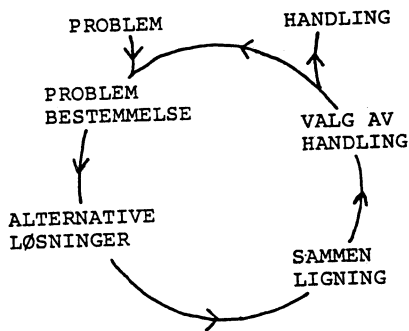 PROBLEM
HANDLING
PROBLEM
BESTEMMELSE
VALG AV
HANDLING
ALTERNATIVE
LØSNINGER
SAMMEN
LIGNING